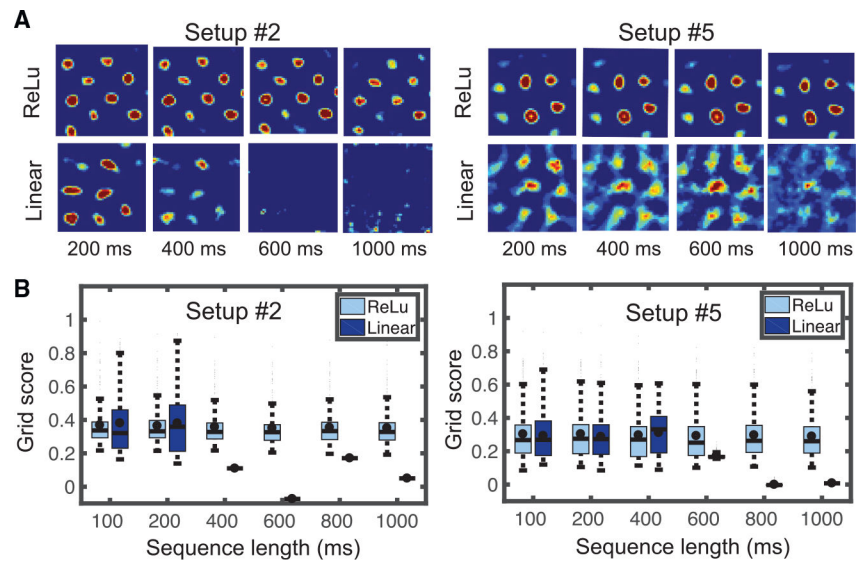 A
Setup #2
Setup #5
ReLu
ReLu
Linear
Linear
200 ms 400 ms 600 ms 1000 ms
200 ms 400 ms 600 ms 1000 ms
B
Setup #2
ReLu
Linear
Grid score
1
0.8
0.6
0.4
0.2
0
100 200 400 600 800 1000
Sequence length (ms)
Setup #5
ReLu
Linear
Grid score
1
0.8
0.6
0.4
0.2
0
100 200 400 600 800 1000
Sequence length (ms)